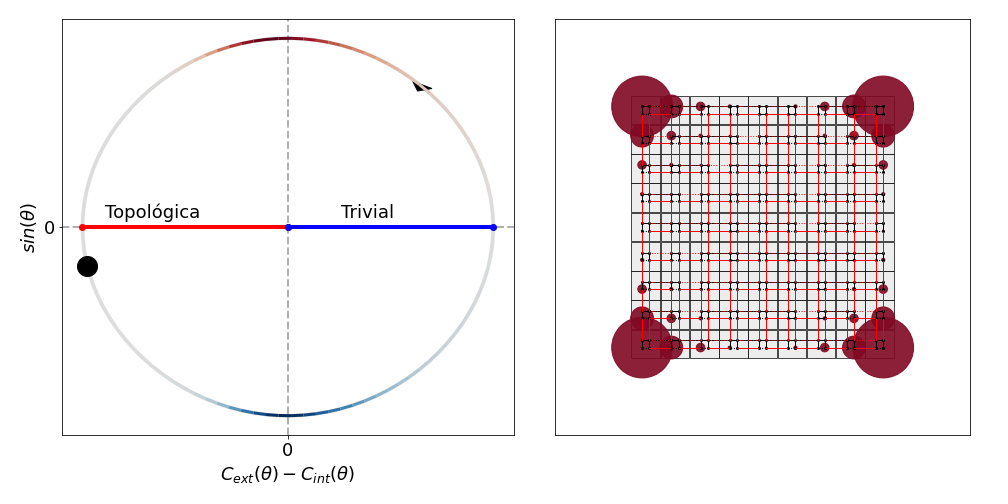 Topológica
Trivial
sin(θ)
0
0
C_ext(θ) − C_int(θ)